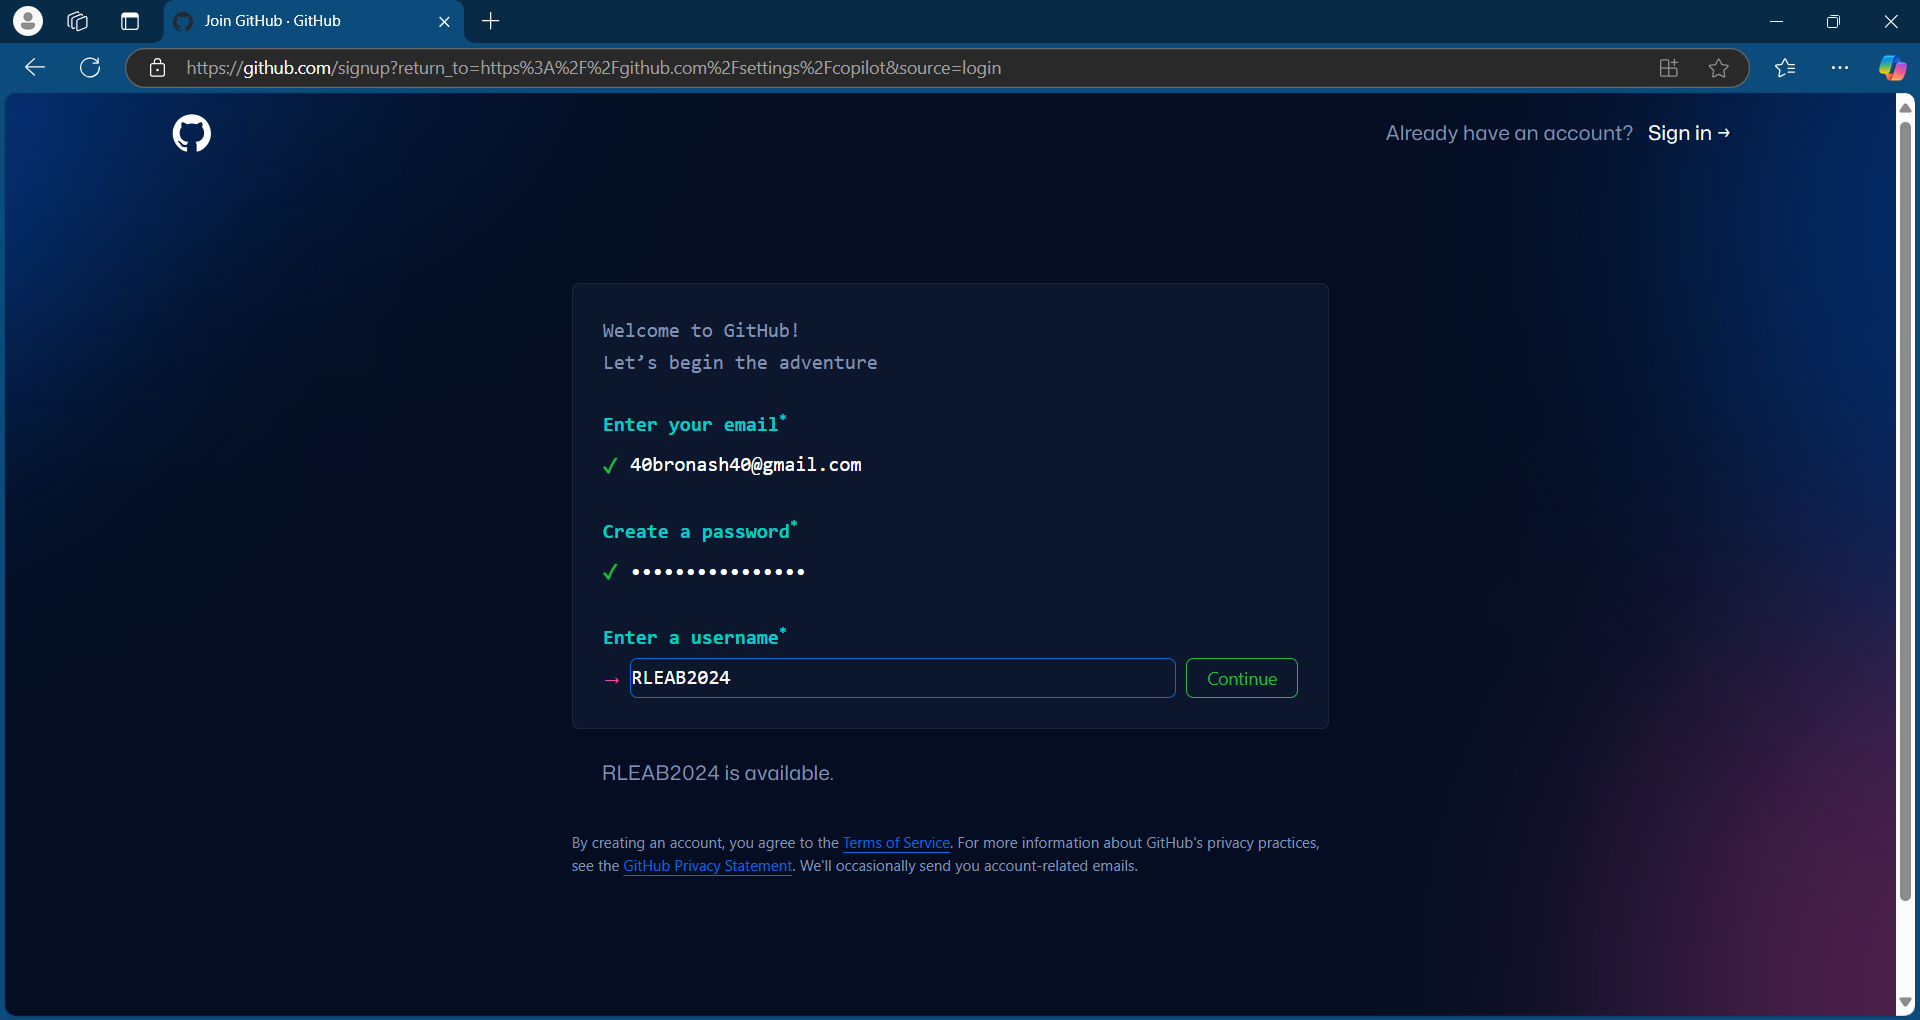 Join GitHub · GitHub
https://github.com/signup?return_to=https%3A%2F%2Fgithub.com%2Fsettings%2Fcopilot&source=login
Already have an account? Sign in →
Welcome to GitHub!
Let’s begin the adventure
Enter your email*
✓ 40bronash40@gmail.com
Create a password*
✓ ••••••••••••••••
Enter a username*
→ RLEAB2024 Continue
RLEAB2024 is available.
By creating an account, you agree to the Terms of Service. For more information about GitHub's privacy practices,
see the GitHub Privacy Statement. We'll occasionally send you account-related emails.